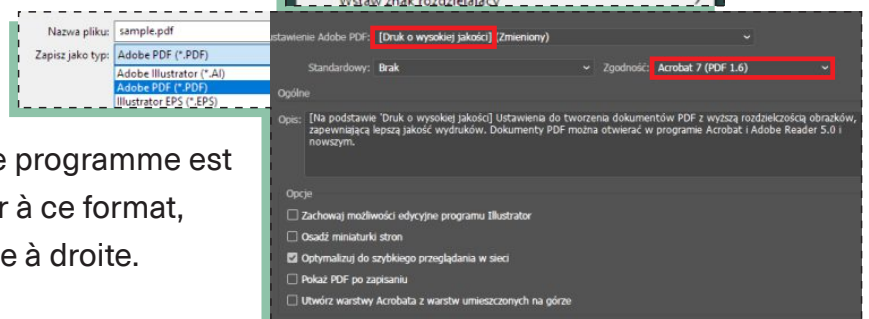 Wstaw znak rozdzielający
Nazwa pliku: sample.pdf
Zapisz jako typ: Adobe PDF (*.PDF)
Adobe Illustrator (*.AI)
Adobe PDF (*.PDF)
Illustrator EPS (*.EPS)
e programme est
r à ce format,
e à droite.
ustawienie Adobe PDF: [Druk o wysokiej jakości] (Zmieniony)
Standardowy: Brak Zgodność: Acrobat 7 (PDF 1.6)
Ogólne
Opis: [Na podstawie 'Druk o wysokiej jakości] Ustawienia do tworzenia dokumentów PDF z wyższą rozdzielczością obrazków,
zapewniającą lepszą jakość wydruków. Dokumenty PDF można otwierać w programie Acrobat i Adobe Reader 5.0 i
nowszym.
Opcje
Zachowaj możliwości edycyjne programu Illustrator
Osadź miniaturki stron
Optymalizuj do szybkiego przeglądania w sieci
Pokaż PDF po zapisaniu
Utwórz warstwy Acrobata z warstw umieszczonych na górze